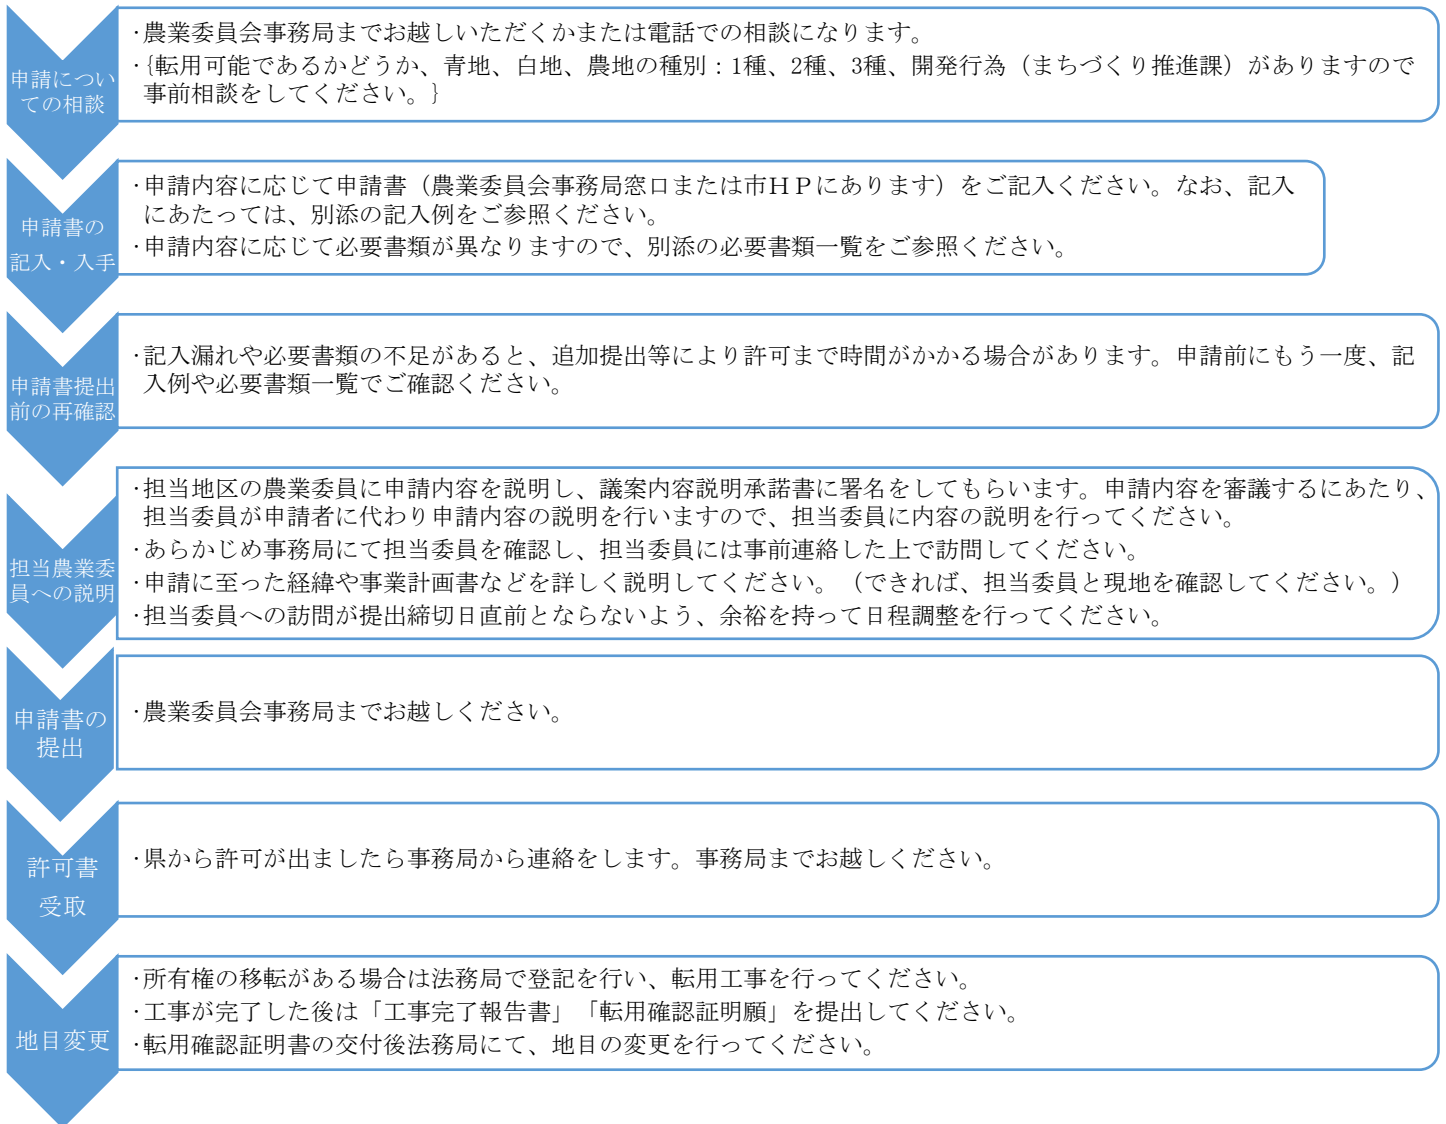 申請につい
ての相談
・農業委員会事務局までお越しいただくかまたは電話での相談になります。
・{転用可能であるかどうか、青地、白地、農地の種別：1種、2種、3種、開発行為（まちづくり推進課）がありますので
事前相談をしてください。}
申請書の
記入・入手
・申請内容に応じて申請書（農業委員会事務局窓口または市ＨＰにあります）をご記入ください。なお、記入
にあたっては、別添の記入例をご参照ください。
・申請内容に応じて必要書類が異なりますので、別添の必要書類一覧をご参照ください。
申請書提出
前の再確認
・記入漏れや必要書類の不足があると、追加提出等により許可まで時間がかかる場合があります。申請前にもう一度、記
入例や必要書類一覧でご確認ください。
担当農業委
員への説明
・担当地区の農業委員に申請内容を説明し、議案内容説明承諾書に署名をしてもらいます。申請内容を審議するにあたり、
担当委員が申請者に代わり申請内容の説明を行いますので、担当委員に内容の説明を行ってください。
・あらかじめ事務局にて担当委員を確認し、担当委員には事前連絡した上で訪問してください。
・申請に至った経緯や事業計画書などを詳しく説明してください。（できれば、担当委員と現地を確認してください。）
・担当委員への訪問が提出締切日直前とならないよう、余裕を持って日程調整を行ってください。
申請書の
提出
・農業委員会事務局までお越しください。
許可書
受取
・県から許可が出ましたら事務局から連絡をします。事務局までお越しください。
地目変更
・所有権の移転がある場合は法務局で登記を行い、転用工事を行ってください。
・工事が完了した後は「工事完了報告書」「転用確認証明願」を提出してください。
・転用確認証明書の交付後法務局にて、地目の変更を行ってください。